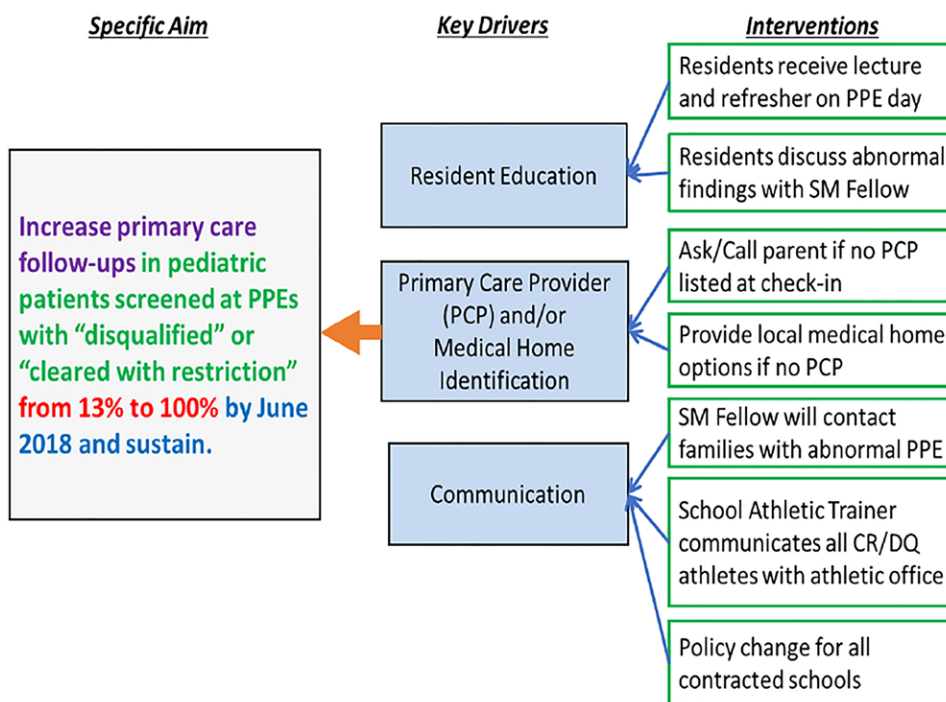 Specific Aim
Key Drivers
Interventions
Increase primary care
follow-ups in pediatric
patients screened at PPEs
with “disqualified” or
“cleared with restriction”
from 13% to 100% by June
2018 and sustain.
Resident Education
Primary Care Provider
(PCP) and/or
Medical Home
Identification
Communication
Residents receive lecture
and refresher on PPE day
Residents discuss abnormal
findings with SM Fellow
Ask/Call parent if no PCP
listed at check-in
Provide local medical home
options if no PCP
SM Fellow will contact
families with abnormal PPE
School Athletic Trainer
communicates all CR/DQ
athletes with athletic office
Policy change for all
contracted schools